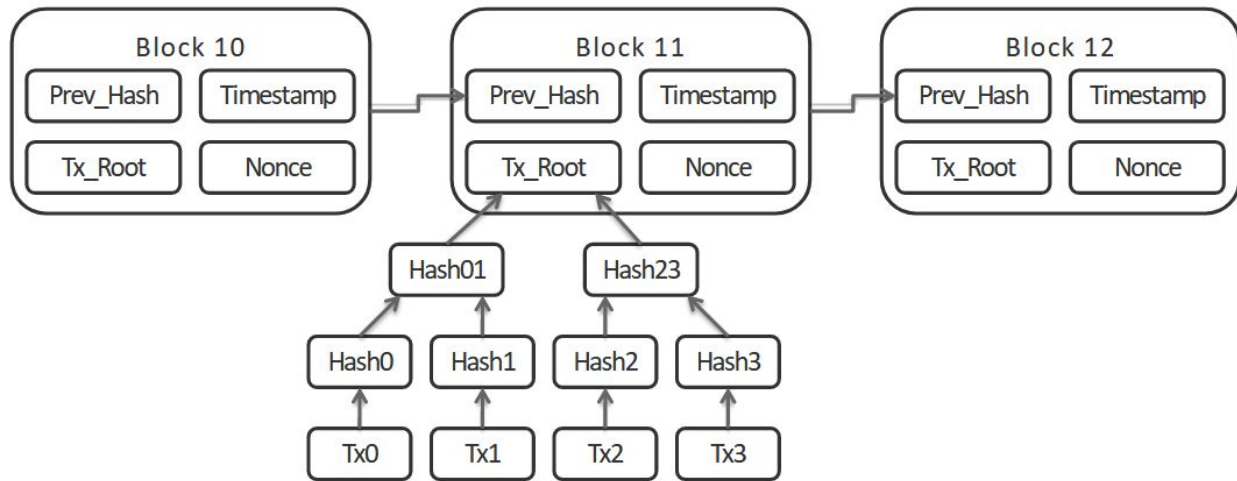 Block 10 Block 11 Block 12
Prev_Hash Timestamp Prev_Hash Timestamp Prev_Hash Timestamp
Tx_Root Nonce Tx_Root Nonce Tx_Root Nonce
Hash01 Hash23
Hash0 Hash1 Hash2 Hash3
Tx0 Tx1 Tx2 Tx3